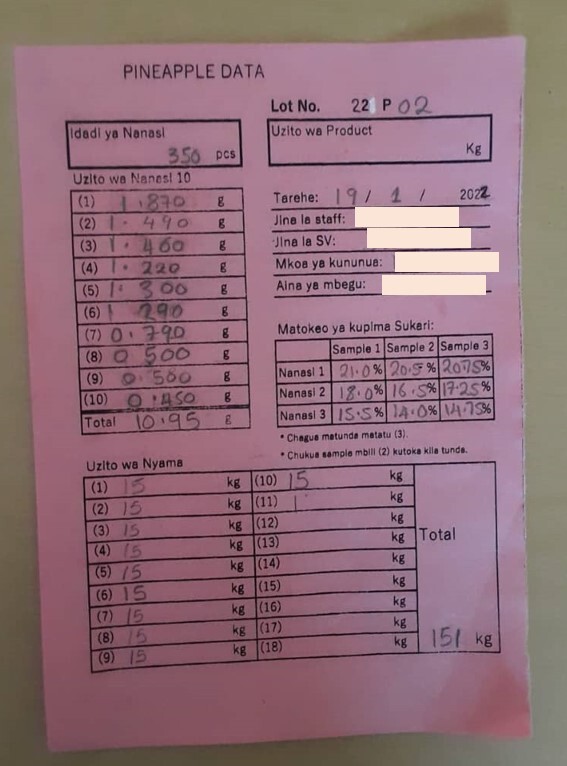 PINEAPPLE DATA
Lot No. 22 P 02
Idadi ya Nanasi
350 pcs
Uzito wa Product
Kg
Uzito wa Nanasi 10
(1) 1.870 g
(2) 1.490 g
(3) 1.460 g
(4) 1.220 g
(5) 1.300 g
(6) 1 290 g
(7) 0.790 g
(8) 0 500 g
(9) 0.500 g
(10) 0.450 g
Total 10.95 g
Tarehe: 19 / 1 / 2022
Jina la staff:
Jina la SV:
Mkoa ya kununua:
Aina ya mbegu:
Matokeo ya kupima Sukari:
Sample 1 Sample 2 Sample 3
Nanasi 1 21.0% 20.5% 20.75%
Nanasi 2 18.0% 16.5% 17.25%
Nanasi 3 15.5% 14.0% 14.75%
* Chagua matunda matatu (3).
* Chukua sample mbili (2) kutoka kila tunda.
Uzito wa Nyama
(1) 15 kg (10) 15 kg
(2) 15 kg (11) 1 kg
(3) 15 kg (12) kg
(4) 15 kg (13) kg
(5) 15 kg (14) kg
(6) 15 kg (15) kg
(7) 15 kg (16) kg
(8) 15 kg (17) kg
(9) 15 kg (18) kg
Total
151 kg